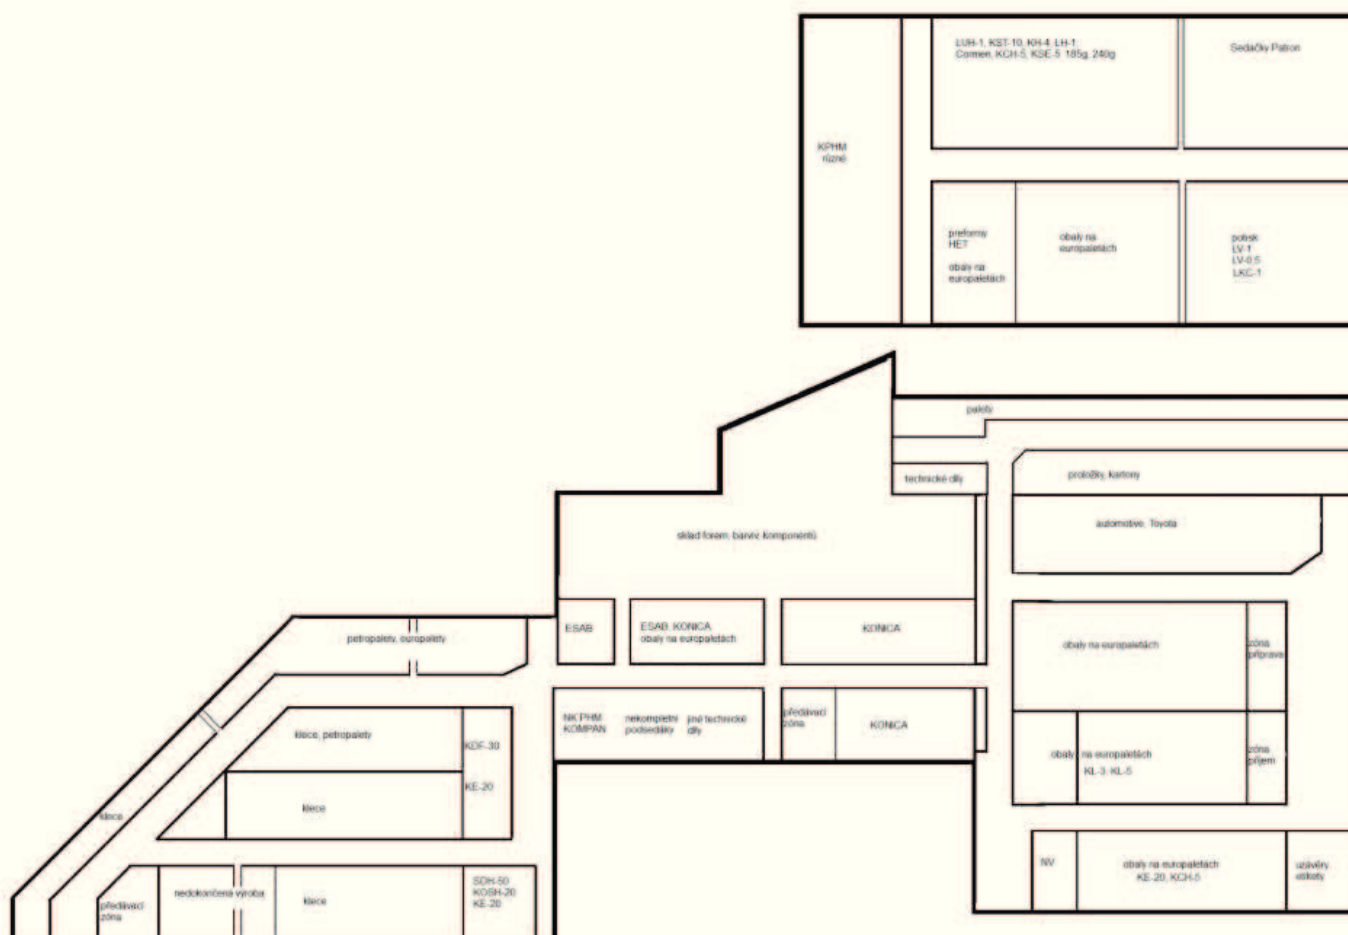 LUH-1, KST-10, KH-4, LH-1
Carmen, KCH-5, KSE-5 185g, 240g
Sedačky Patron
KPHM
různé
preformy
HET
obaly na
europaletách
obaly na
europaletách
potisk
LV-1
LV-0,5
LKC-1
palety
technické díly
proložky, kartony
automotive, Toyota
sklad forem, barviv, komponentů
ESAB
ESAB, KONICA
obaly na europaletách
KONICA
petropalety, europalety
obaly na europaletách
zóna
příprava
NK PHM
KOMPAN
nekompletní
podsedáky
jiné technické
díly
předávací
zóna
KONICA
klece, petropalety
KDF-30
KE-20
klece
klece
obaly na europaletách
KL-3, KL-5
zóna
příjem
NV
obaly na europaletách
KE-20, KCH-5
uzávěry
etikety
předávací
zóna
nedokončená výroba
klece
SDH-50
KOSH-20
KE-20